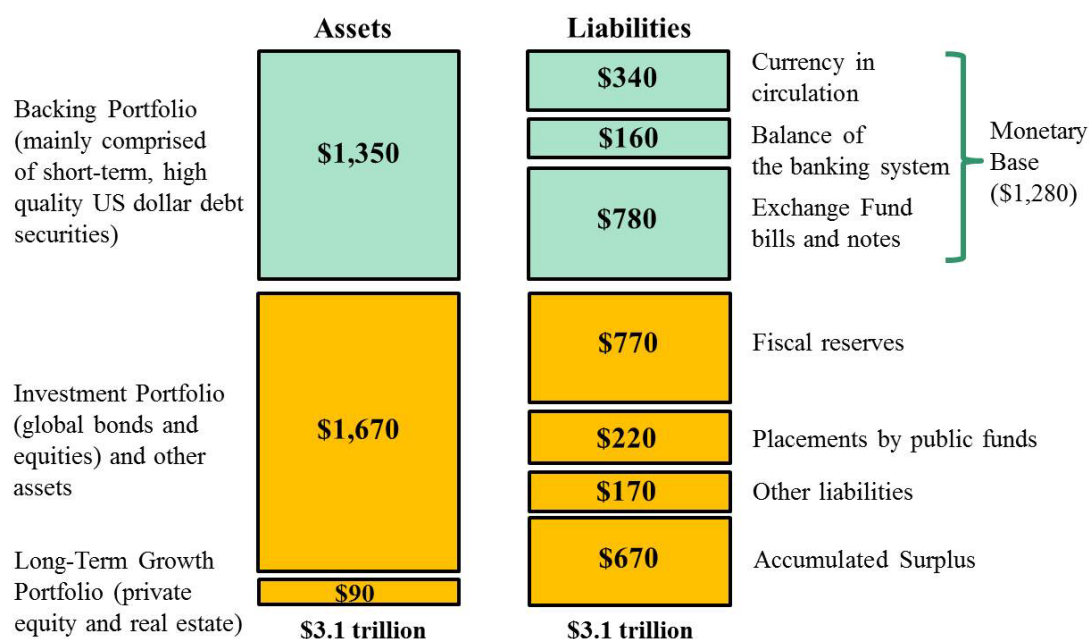 Assets
Liabilities
Backing Portfolio
(mainly comprised
of short-term, high
quality US dollar debt
securities)
$1,350
$340
Currency in
circulation
$160
Balance of
the banking system
$780
Exchange Fund
bills and notes
Monetary
Base
($1,280)
Investment Portfolio
(global bonds and
equities) and other
assets
$1,670
$770
Fiscal reserves
$220
Placements by public funds
$170
Other liabilities
$670
Accumulated Surplus
Long-Term Growth
Portfolio (private
equity and real estate)
$90
$3.1 trillion
$3.1 trillion